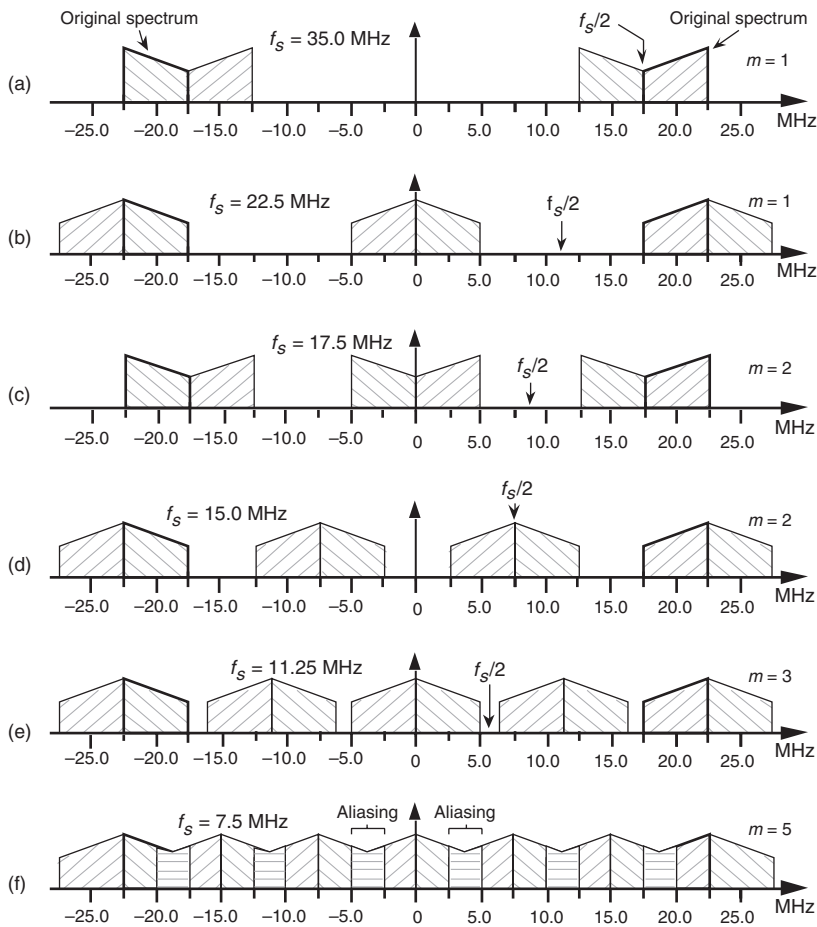 Original spectrum
f_s = 35.0 MHz
f_s/2
Original spectrum
m = 1
(a)
–25.0 –20.0 –15.0 –10.0 –5.0 0 5.0 10.0 15.0 20.0 25.0 MHz
f_s = 22.5 MHz
f_s/2
m = 1
(b)
–25.0 –20.0 –15.0 –10.0 –5.0 0 5.0 10.0 15.0 20.0 25.0 MHz
f_s = 17.5 MHz
f_s/2
m = 2
(c)
–25.0 –20.0 –15.0 –10.0 –5.0 0 5.0 10.0 15.0 20.0 25.0 MHz
f_s = 15.0 MHz
f_s/2
m = 2
(d)
–25.0 –20.0 –15.0 –10.0 –5.0 0 5.0 10.0 15.0 20.0 25.0 MHz
f_s = 11.25 MHz
f_s/2
m = 3
(e)
–25.0 –20.0 –15.0 –10.0 –5.0 0 5.0 10.0 15.0 20.0 25.0 MHz
f_s = 7.5 MHz
Aliasing
Aliasing
m = 5
(f)
–25.0 –20.0 –15.0 –10.0 –5.0 0 5.0 10.0 15.0 20.0 25.0 MHz